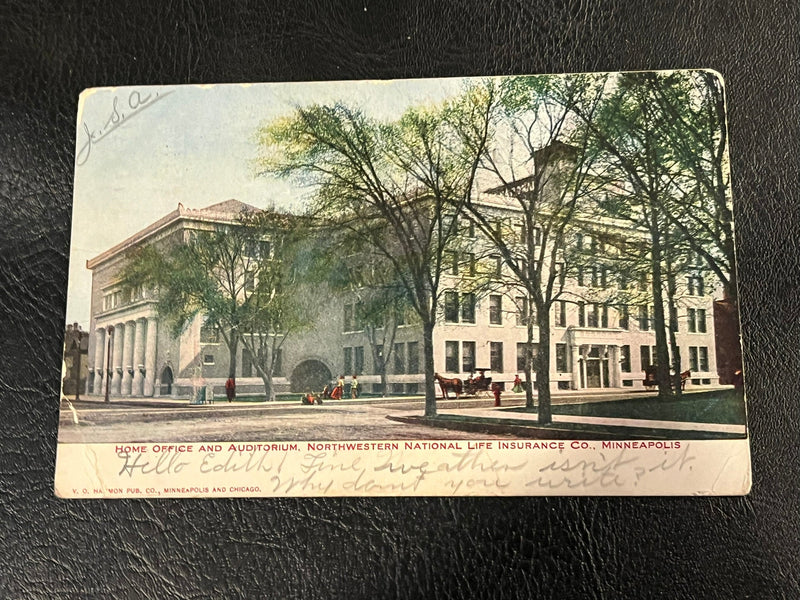 J. S. A.
HOME OFFICE AND AUDITORIUM, NORTHWESTERN NATIONAL LIFE INSURANCE CO., MINNEAPOLIS
Hello Edith! Fine, weather isn't it.
V. O. HAMMON PUB. CO., MINNEAPOLIS AND CHICAGO.
Why dont you write?